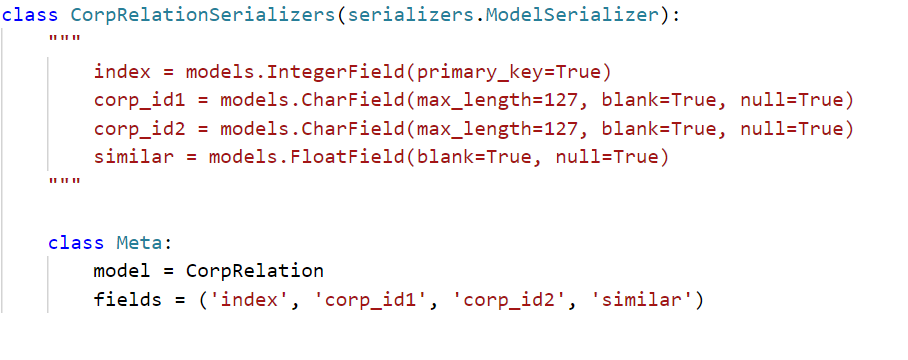 class CorpRelationSerializers(serializers.ModelSerializer):
    """
        index = models.IntegerField(primary_key=True)
        corp_id1 = models.CharField(max_length=127, blank=True, null=True)
        corp_id2 = models.CharField(max_length=127, blank=True, null=True)
        similar = models.FloatField(blank=True, null=True)
    """
    class Meta:
        model = CorpRelation
        fields = ('index', 'corp_id1', 'corp_id2', 'similar')